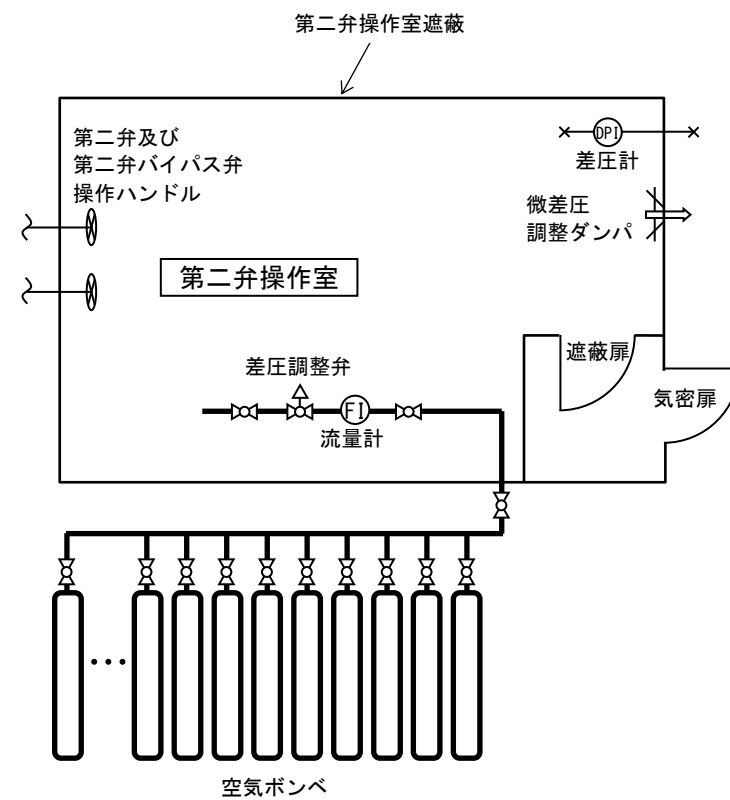 第二弁操作室遮蔽
第二弁及び
第二弁バイパス弁
操作ハンドル
DPI
差圧計
微差圧
調整ダンパ
第二弁操作室
遮蔽扉
気密扉
差圧調整弁
FI
流量計
...
空気ボンベ